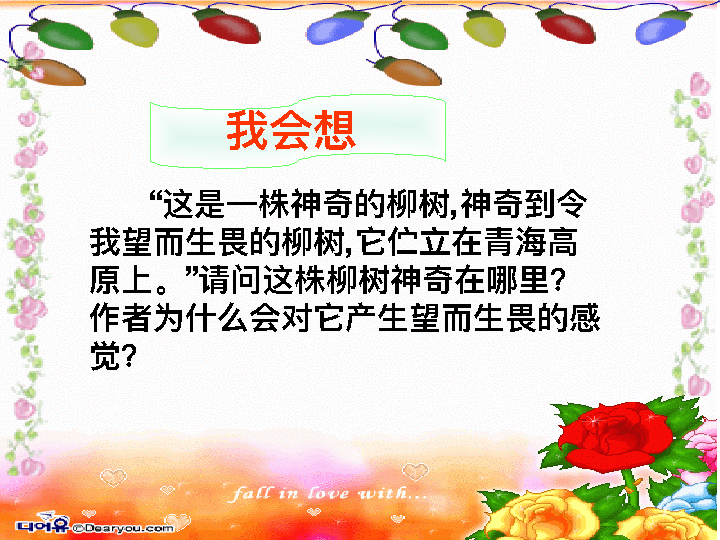 我会想
“这是一株神奇的柳树,神奇到令
我望而生畏的柳树,它伫立在青海高
原上。”请问这株柳树神奇在哪里?
作者为什么会对它产生望而生畏的感
觉?
fall in love with...
디어유 ©Dearyou.com